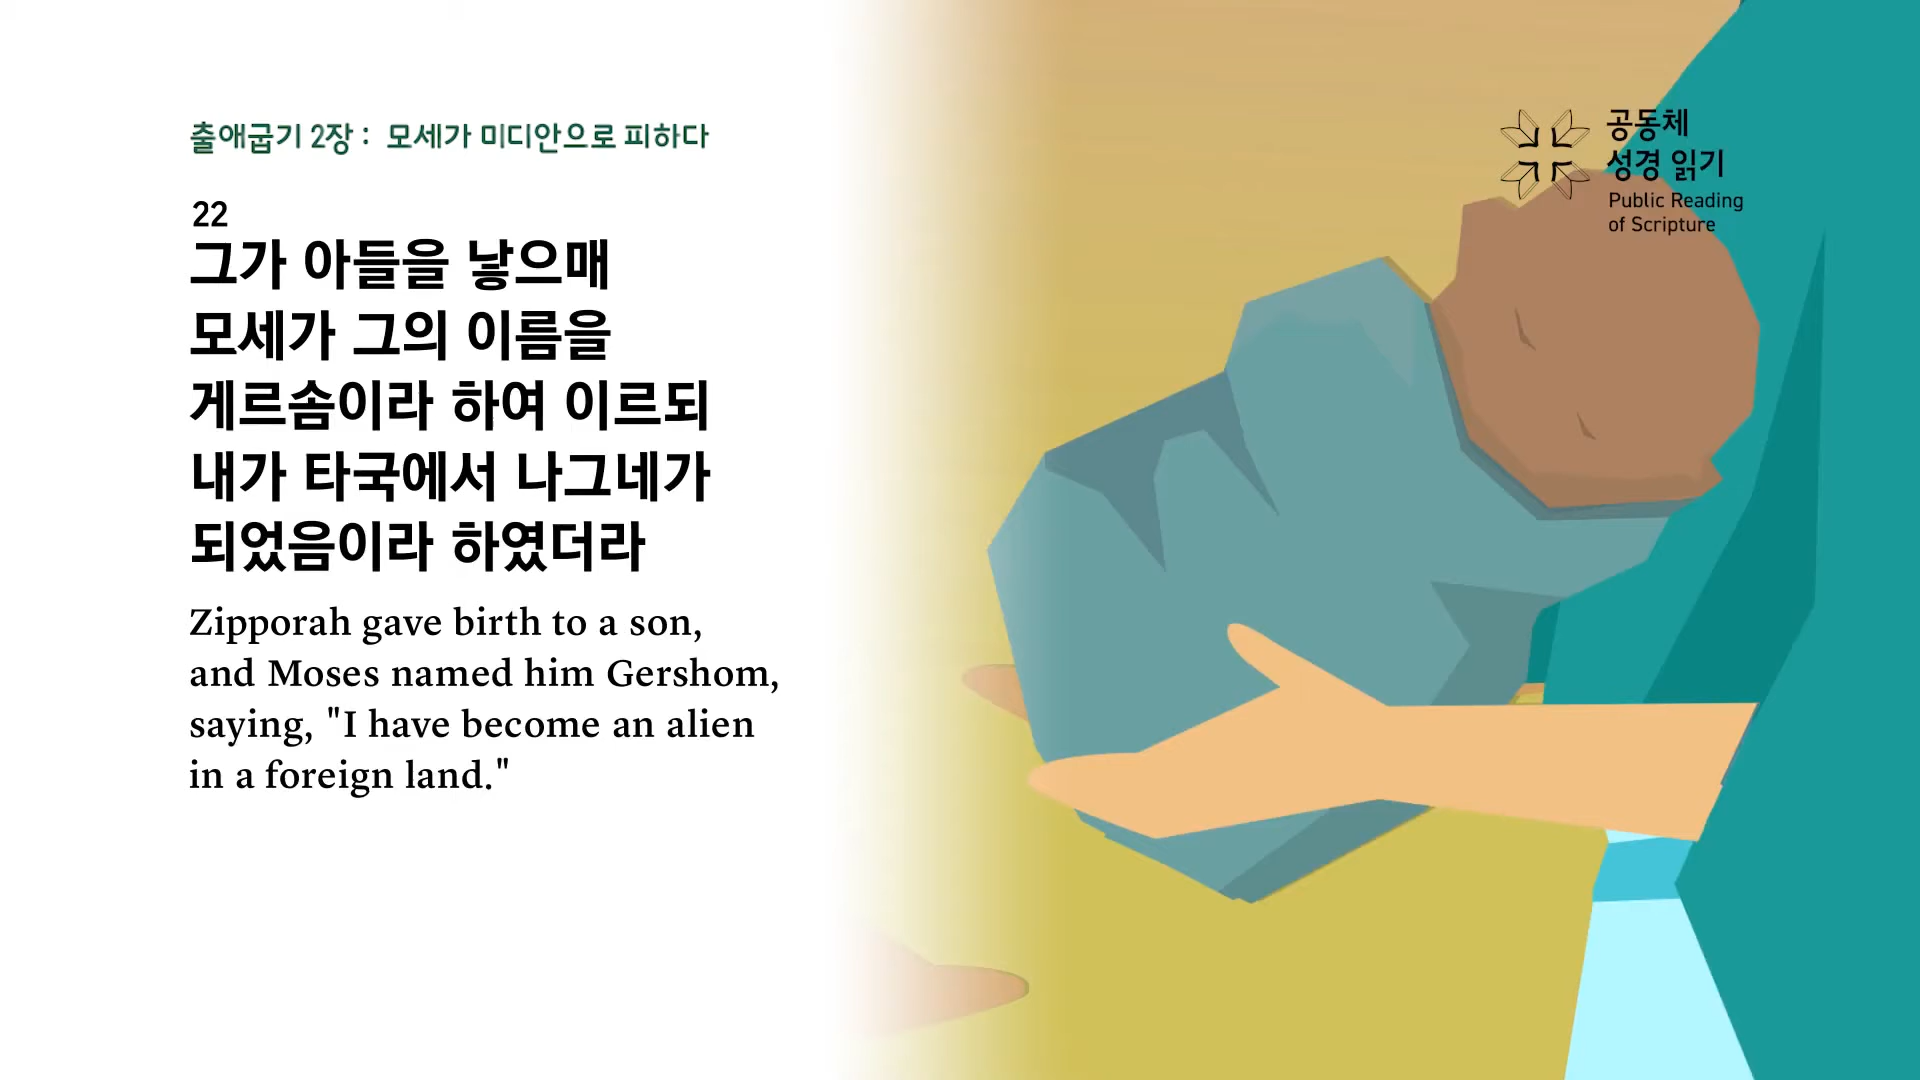 출애굽기 2장 : 모세가 미디안으로 피하다
22
그가 아들을 낳으매
모세가 그의 이름을
게르솜이라 하여 이르되
내가 타국에서 나그네가
되었음이라 하였더라
Zipporah gave birth to a son,
and Moses named him Gershom,
saying, "I have become an alien
in a foreign land."
공동체
성경 읽기
Public Reading
of Scripture